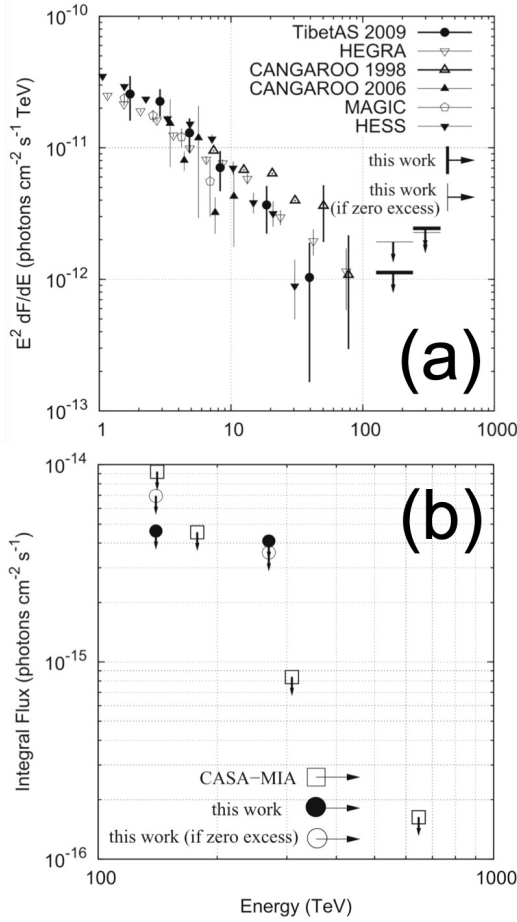 10^-10
10^-11
10^-12
10^-13
E² dF/dE (photons cm⁻² s⁻¹ TeV)
TibetAS 2009
HEGRA
CANGAROO 1998
CANGAROO 2006
MAGIC
HESS
this work
this work
(if zero excess)
(a)
1
10
100
1000
10^-14
10^-15
10^-16
Integral Flux (photons cm⁻² s⁻¹)
(b)
CASA−MIA
this work
this work (if zero excess)
100
1000
Energy (TeV)